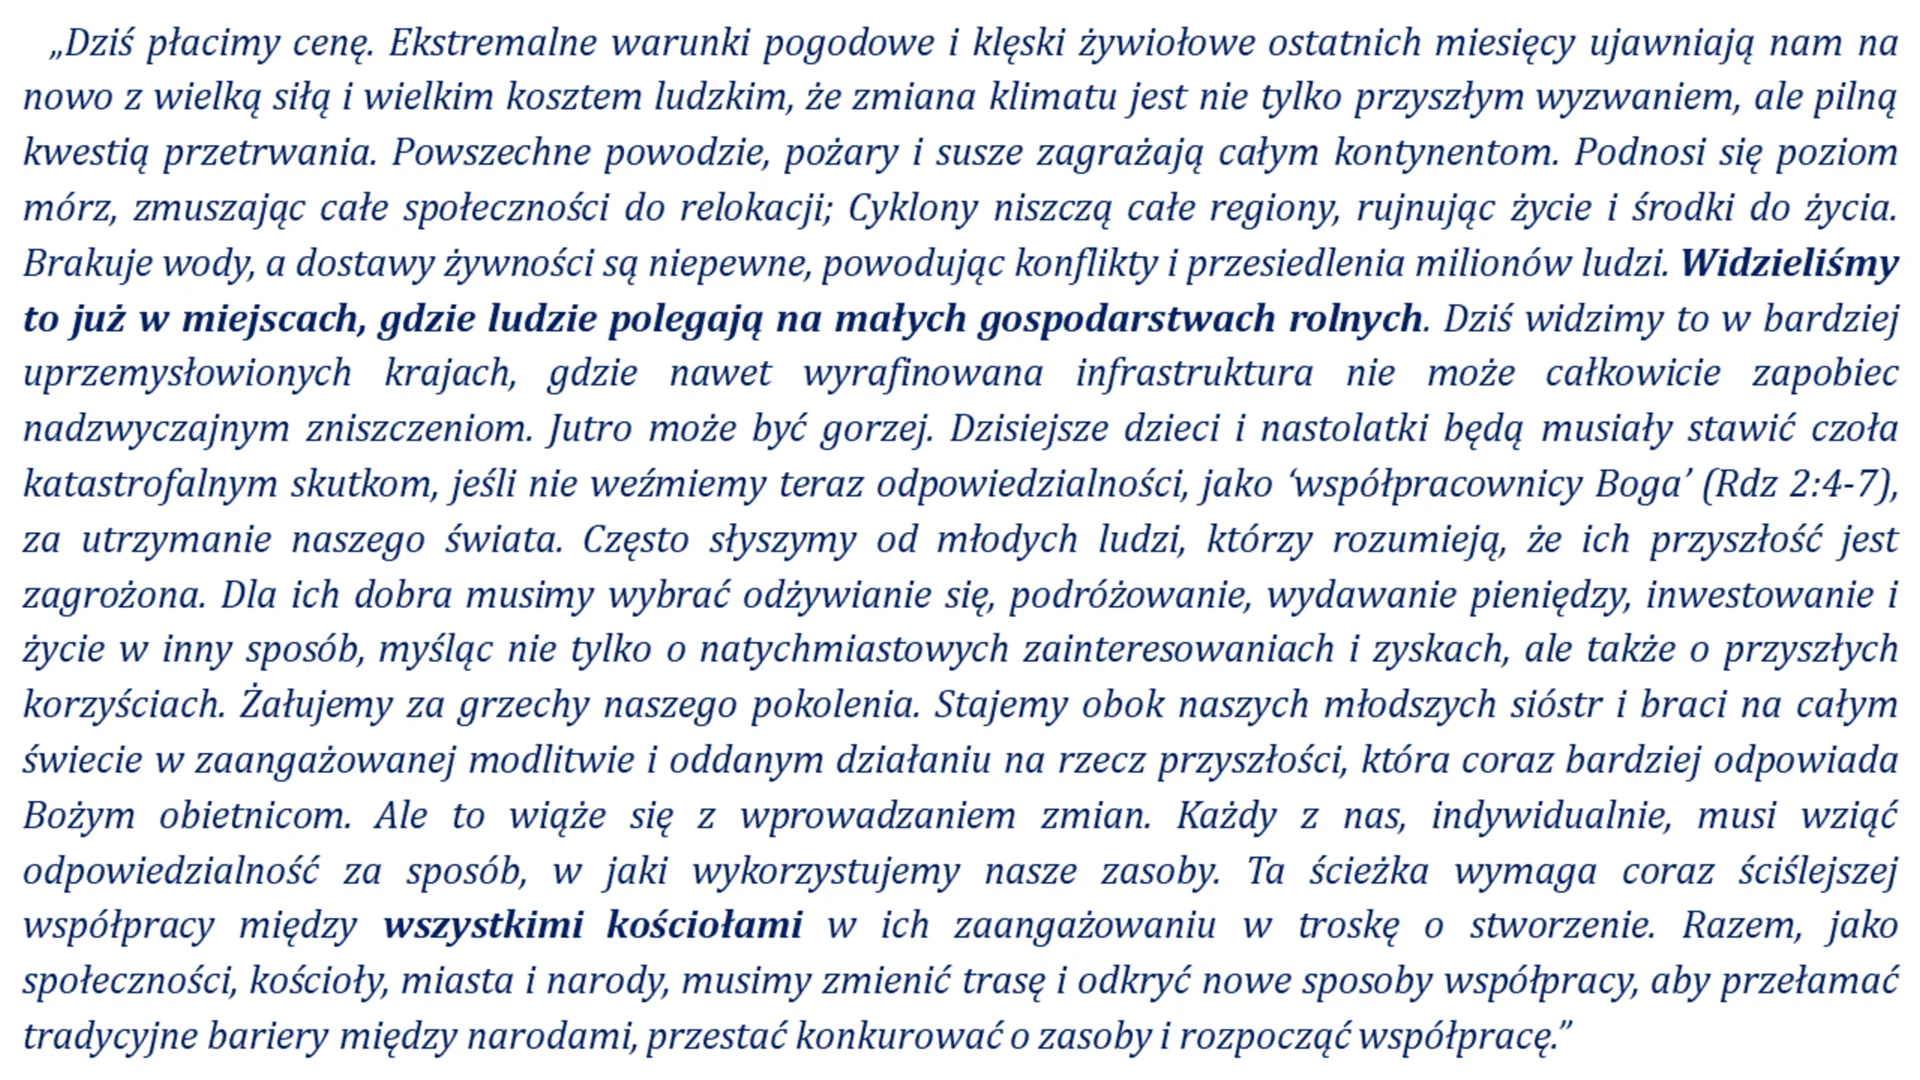 „Dziś płacimy cenę. Ekstremalne warunki pogodowe i klęski żywiołowe ostatnich miesięcy ujawniają nam na
nowo z wielką siłą i wielkim kosztem ludzkim, że zmiana klimatu jest nie tylko przyszłym wyzwaniem, ale pilną
kwestią przetrwania. Powszechne powodzie, pożary i susze zagrażają całym kontynentom. Podnosi się poziom
mórz, zmuszając całe społeczności do relokacji; Cyklony niszczą całe regiony, rujnując życie i środki do życia.
Brakuje wody, a dostawy żywności są niepewne, powodując konflikty i przesiedlenia milionów ludzi. Widzieliśmy
to już w miejscach, gdzie ludzie polegają na małych gospodarstwach rolnych. Dziś widzimy to w bardziej
uprzemysłowionych krajach, gdzie nawet wyrafinowana infrastruktura nie może całkowicie zapobiec
nadzwyczajnym zniszczeniom. Jutro może być gorzej. Dzisiejsze dzieci i nastolatki będą musiały stawić czoła
katastrofalnym skutkom, jeśli nie weźmiemy teraz odpowiedzialności, jako ‘współpracownicy Boga’ (Rdz 2:4-7),
za utrzymanie naszego świata. Często słyszymy od młodych ludzi, którzy rozumieją, że ich przyszłość jest
zagrożona. Dla ich dobra musimy wybrać odżywianie się, podróżowanie, wydawanie pieniędzy, inwestowanie i
życie w inny sposób, myśląc nie tylko o natychmiastowych zainteresowaniach i zyskach, ale także o przyszłych
korzyściach. Żałujemy za grzechy naszego pokolenia. Stajemy obok naszych młodszych sióstr i braci na całym
świecie w zaangażowanej modlitwie i oddanym działaniu na rzecz przyszłości, która coraz bardziej odpowiada
Bożym obietnicom. Ale to wiąże się z wprowadzaniem zmian. Każdy z nas, indywidualnie, musi wziąć
odpowiedzialność za sposób, w jaki wykorzystujemy nasze zasoby. Ta ścieżka wymaga coraz ściślejszej
współpracy między wszystkimi kościołami w ich zaangażowaniu w troskę o stworzenie. Razem, jako
społeczności, kościoły, miasta i narody, musimy zmienić trasę i odkryć nowe sposoby współpracy, aby przełamać
tradycyjne bariery między narodami, przestać konkurować o zasoby i rozpocząć współpracę.”